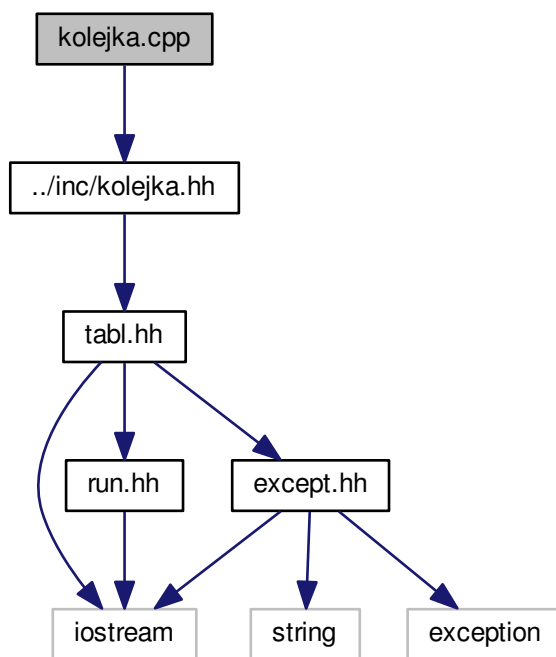 kolejka.cpp
../inc/kolejka.hh
tabl.hh
run.hh
except.hh
iostream
string
exception